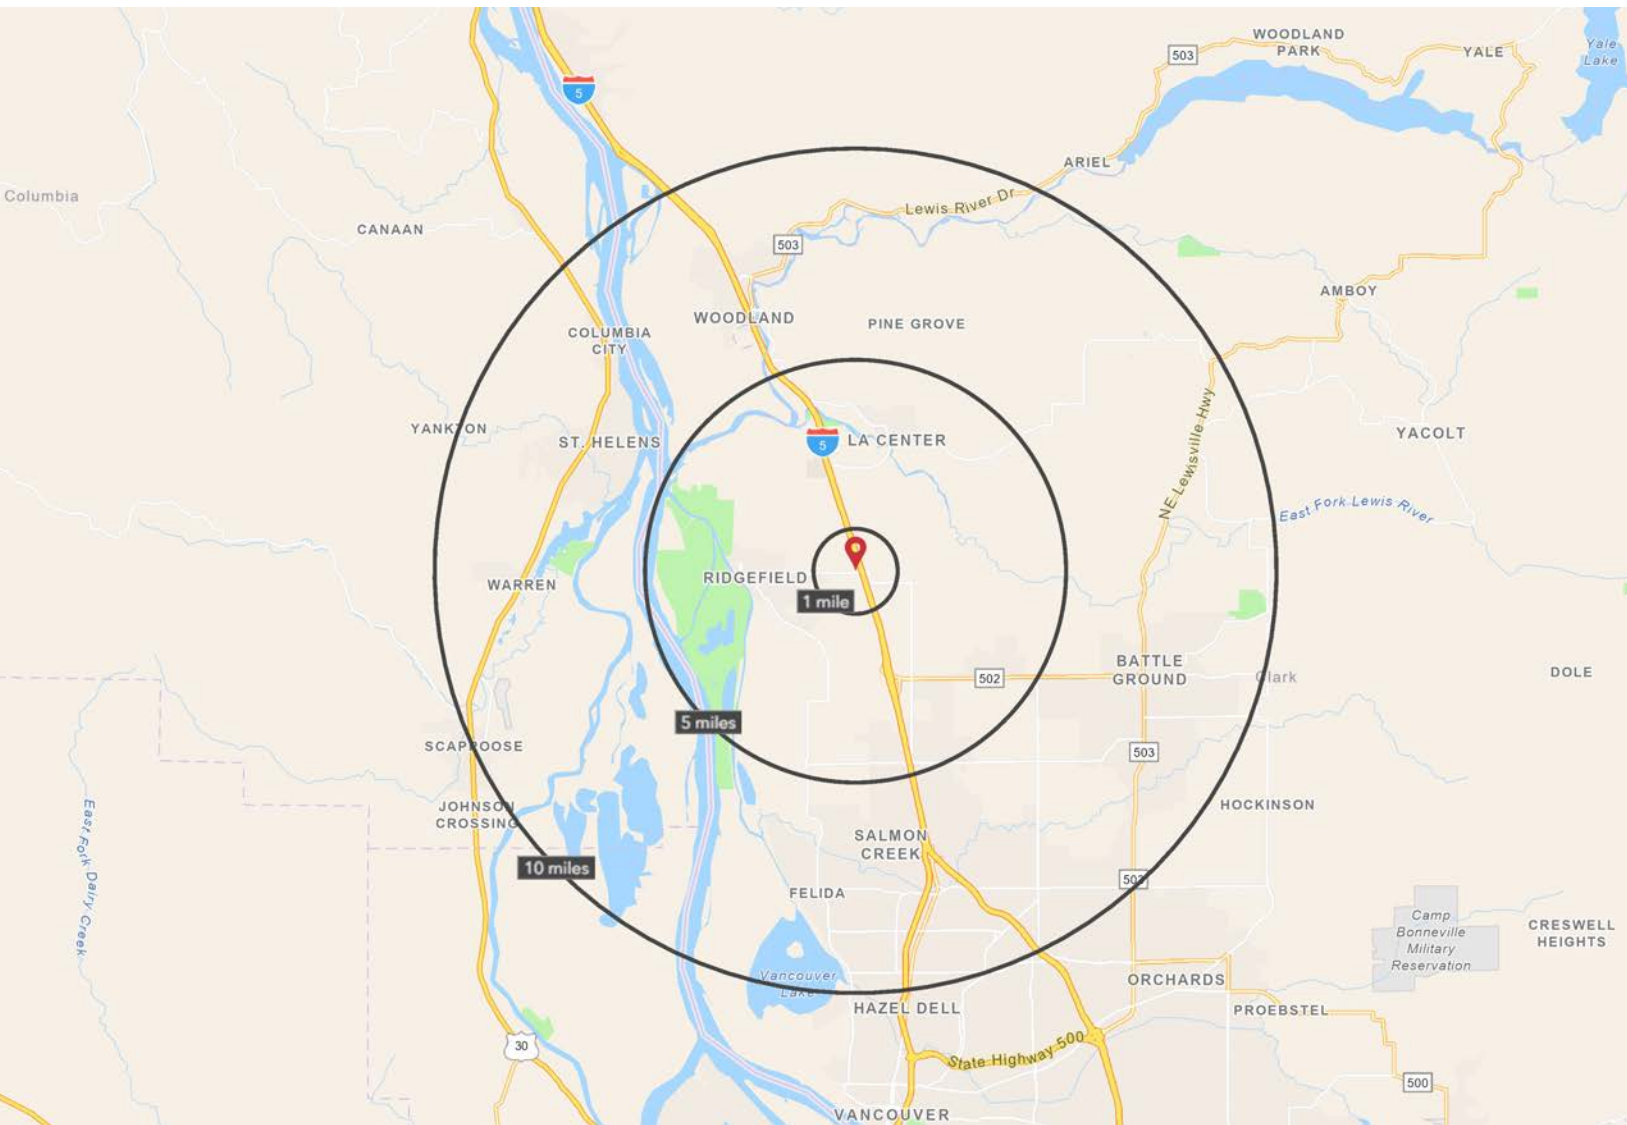 WOODLAND
PARK
503
YALE
Yale
Lake
5
ARIEL
Columbia
Lewis River Dr
CANAAN
503
AMBOY
WOODLAND
PINE GROVE
COLUMBIA
CITY
NE Lewisville Hwy
YANKTON
ST. HELENS
5
LA CENTER
YACOLT
East Fork Lewis River
WARREN
RIDGEFIELD
1 mile
BATTLE
GROUND
502
Clark
DOLE
5 miles
SCAPPOOSE
503
JOHNSON
CROSSING
HOCKINSON
East Fork Dairy Creek
SALMON
CREEK
10 miles
503
FELIDA
Camp
Bonneville
Military
Reservation
CRESWELL
HEIGHTS
Vancouver
Lake
ORCHARDS
HAZEL DELL
PROEBSTEL
30
State Highway 500
500
VANCOUVER